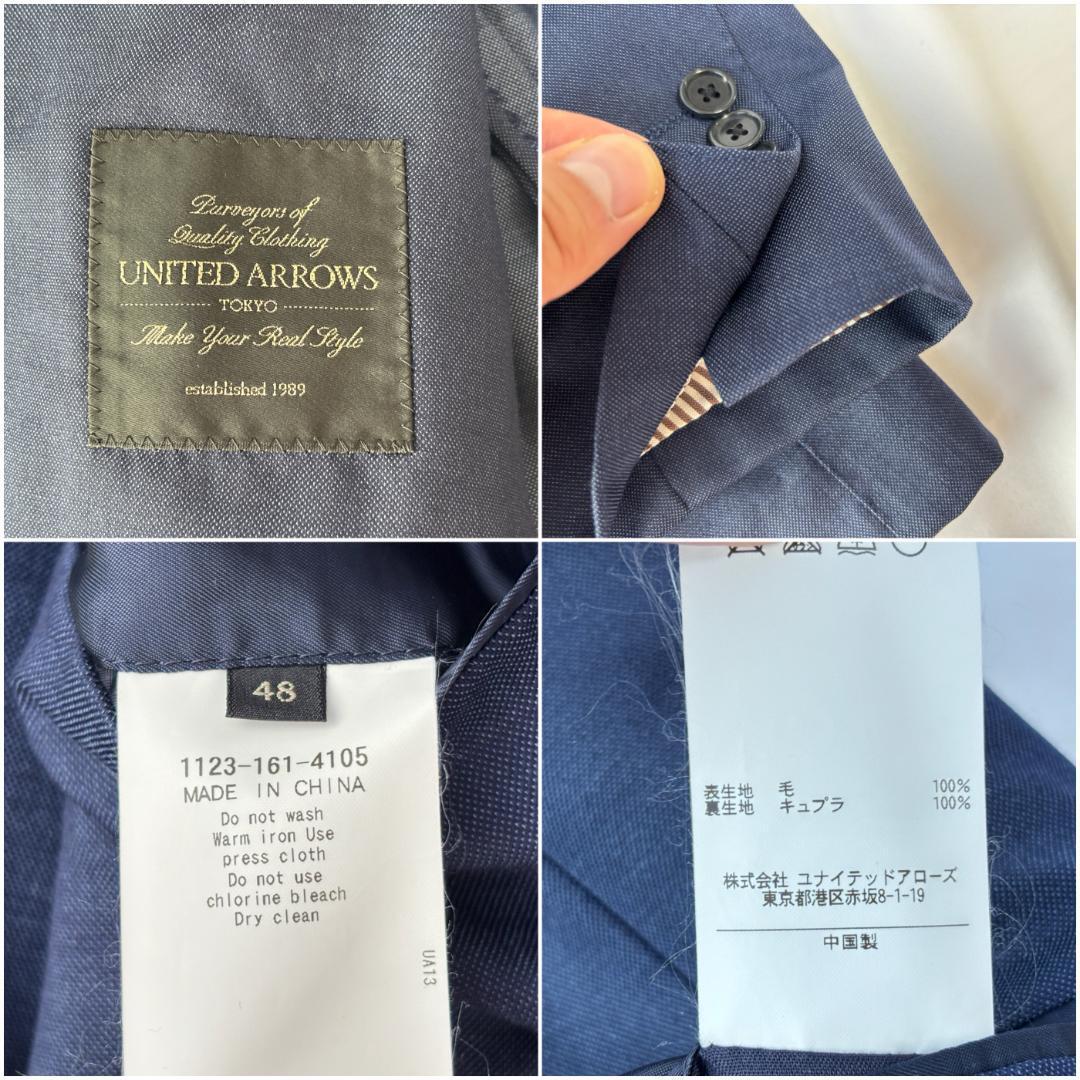 Purveyors of
Quality Clothing
UNITED ARROWS
TOKYO
Make Your Real Style
established 1989
48
1123-161-4105
MADE IN CHINA
Do not wash
Warm iron Use
press cloth
Do not use
chlorine bleach
Dry clean
UA13
表生地 毛 100%
裏生地 キュプラ 100%
株式会社 ユナイテッドアローズ
東京都港区赤坂8-1-19
中国製